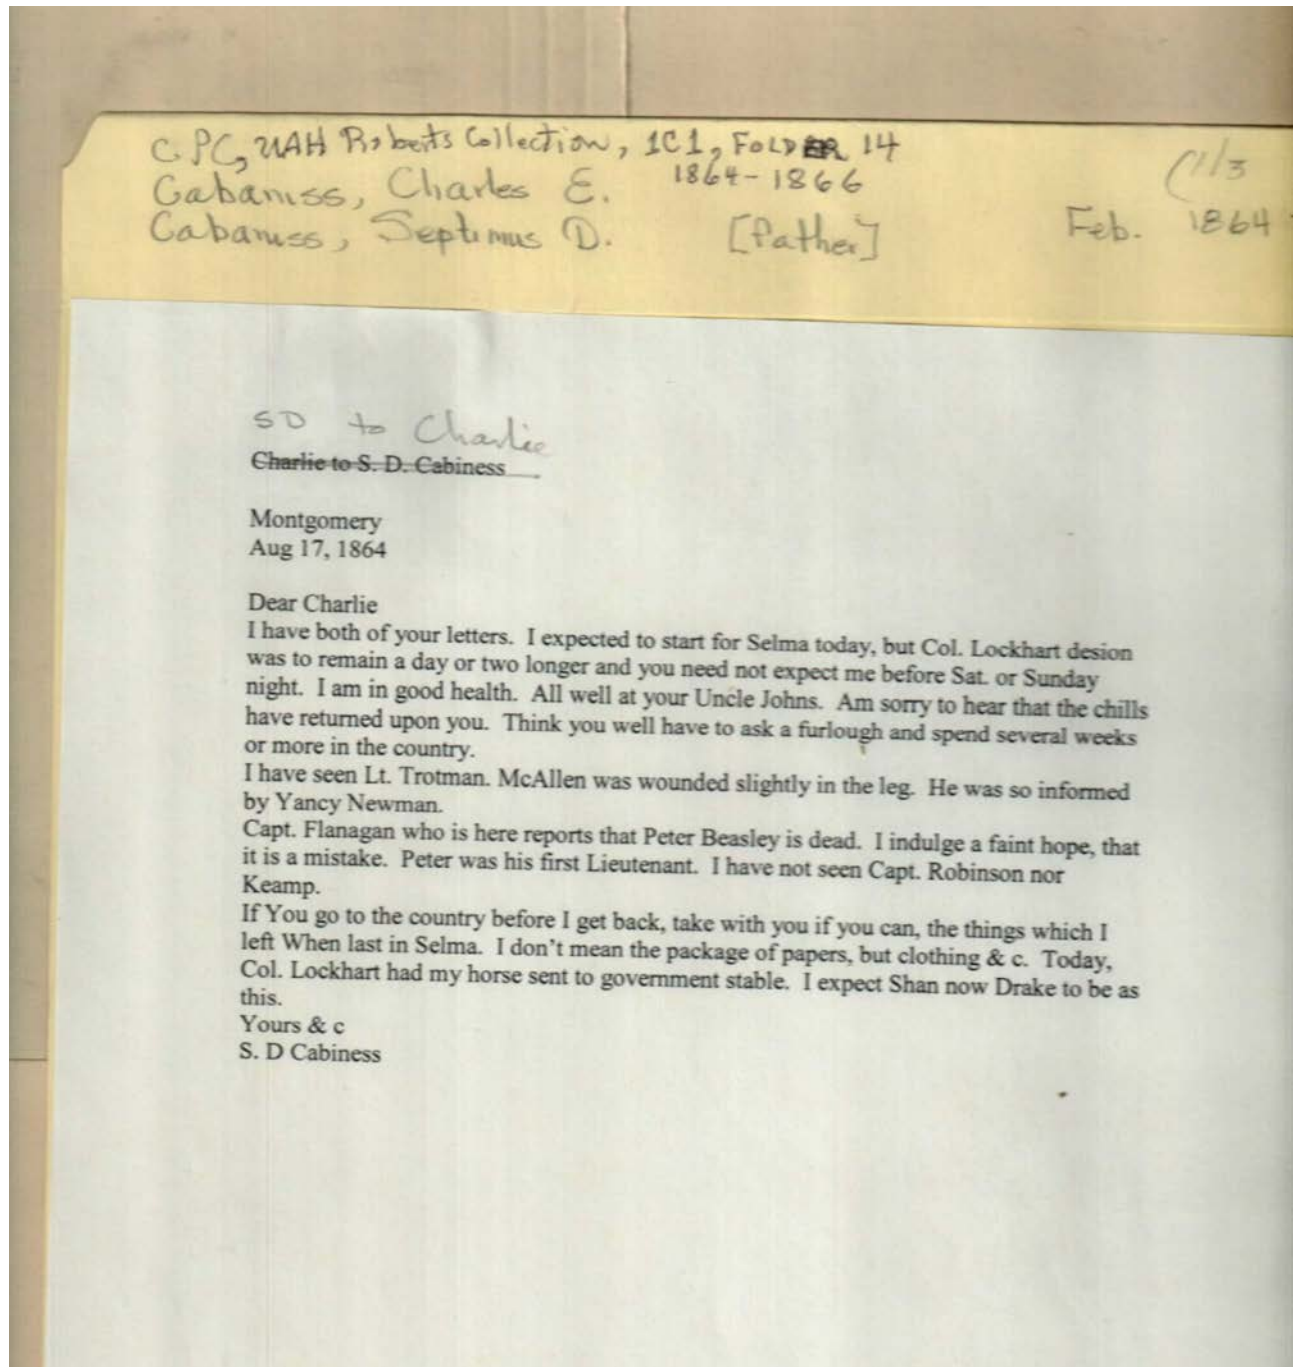 C.PC, UAH Roberts Collection, 1C1, FOLDER 14
Cabaniss, Charles E. 1864-1866 (1/3
Cabaniss, Septimus D. [father] Feb. 1864
SD to Charlie
Charlie to S. D. Cabiness
Montgomery
Aug 17, 1864
Dear Charlie
I have both of your letters. I expected to start for Selma today, but Col. Lockhart desion
was to remain a day or two longer and you need not expect me before Sat. or Sunday
night. I am in good health. All well at your Uncle Johns. Am sorry to hear that the chills
have returned upon you. Think you well have to ask a furlough and spend several weeks
or more in the country.
I have seen Lt. Trotman. McAllen was wounded slightly in the leg. He was so informed
by Yancy Newman.
Capt. Flanagan who is here reports that Peter Beasley is dead. I indulge a faint hope, that
it is a mistake. Peter was his first Lieutenant. I have not seen Capt. Robinson nor
Keamp.
If You go to the country before I get back, take with you if you can, the things which I
left When last in Selma. I don't mean the package of papers, but clothing & c. Today,
Col. Lockhart had my horse sent to government stable. I expect Shan now Drake to be as
this.
Yours & c
S. D Cabiness